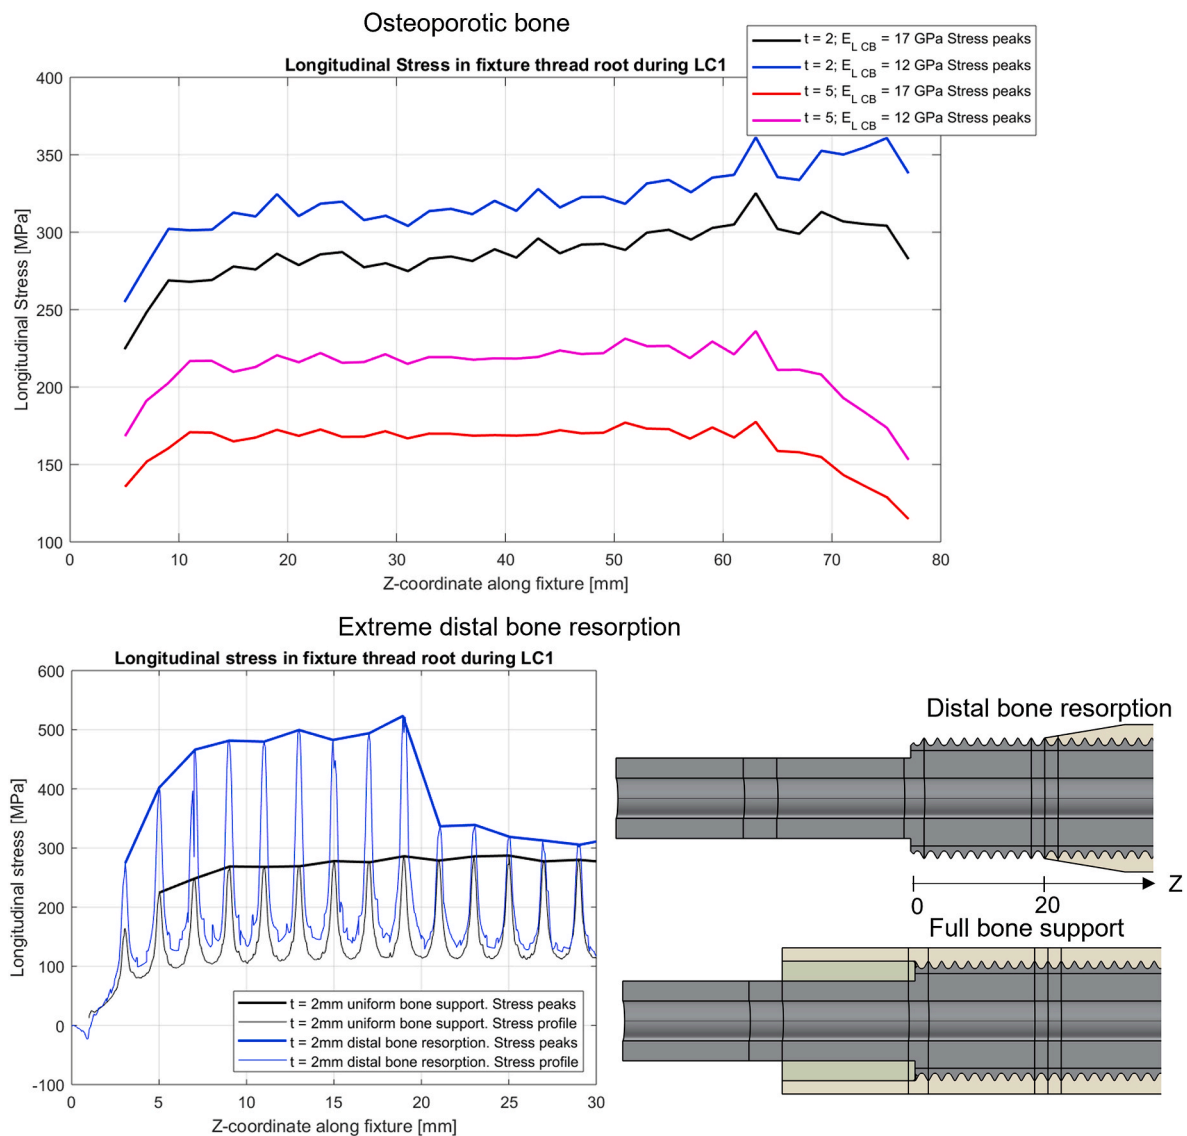 Osteoporotic bone
Longitudinal Stress in fixture thread root during LC1
t = 2; E L CB = 17 GPa Stress peaks
t = 2; E L CB = 12 GPa Stress peaks
t = 5; E L CB = 17 GPa Stress peaks
t = 5; E L CB = 12 GPa Stress peaks
Longitudinal Stress [MPa]
400
350
300
250
200
150
100
0 10 20 30 40 50 60 70 80
Z-coordinate along fixture [mm]
Extreme distal bone resorption
Longitudinal stress in fixture thread root during LC1
Longitudinal stress [MPa]
600
500
400
300
200
100
0
-100
t = 2mm uniform bone support. Stress peaks
t = 2mm uniform bone support. Stress profile
t = 2mm distal bone resorption. Stress peaks
t = 2mm distal bone resorption. Stress profile
0 5 10 15 20 25 30
Z-coordinate along fixture [mm]
Distal bone resorption
Z
0 20
Full bone support